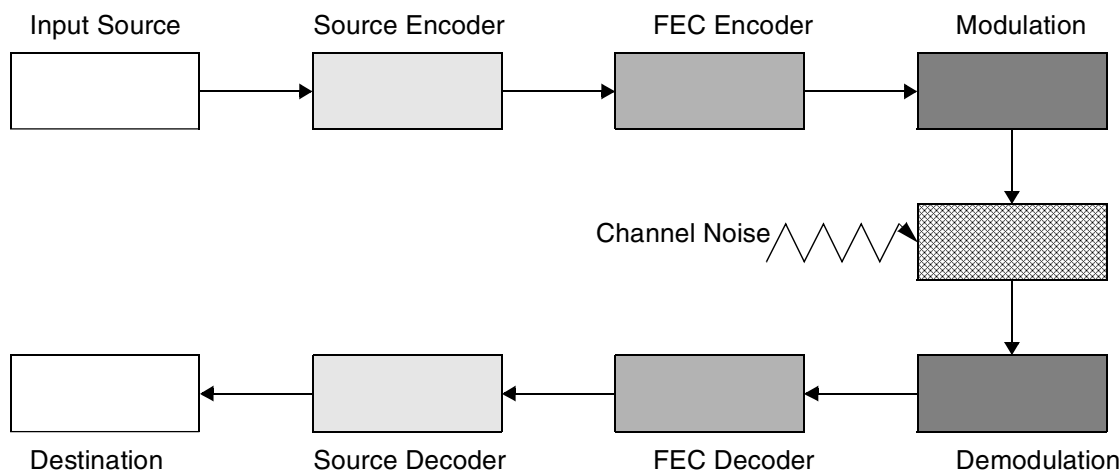 Input Source
Source Encoder
FEC Encoder
Modulation
Channel Noise
Destination
Source Decoder
FEC Decoder
Demodulation